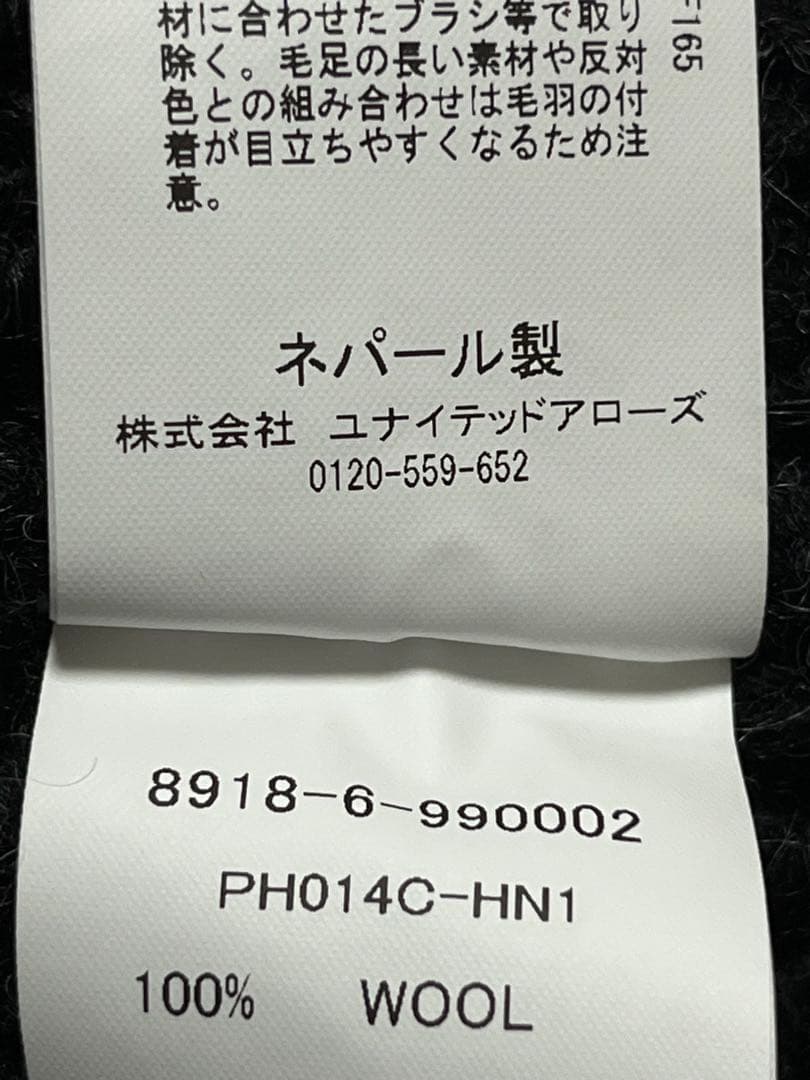 材に合わせたブラシ等で取り
除く。毛足の長い素材や反対
色との組み合わせは毛羽の付
着が目立ちやすくなるため注
意。
165
ネパール製
株式会社 ユナイテッドアローズ
0120-559-652
8918-6-990002
PH014C-HN1
100% WOOL